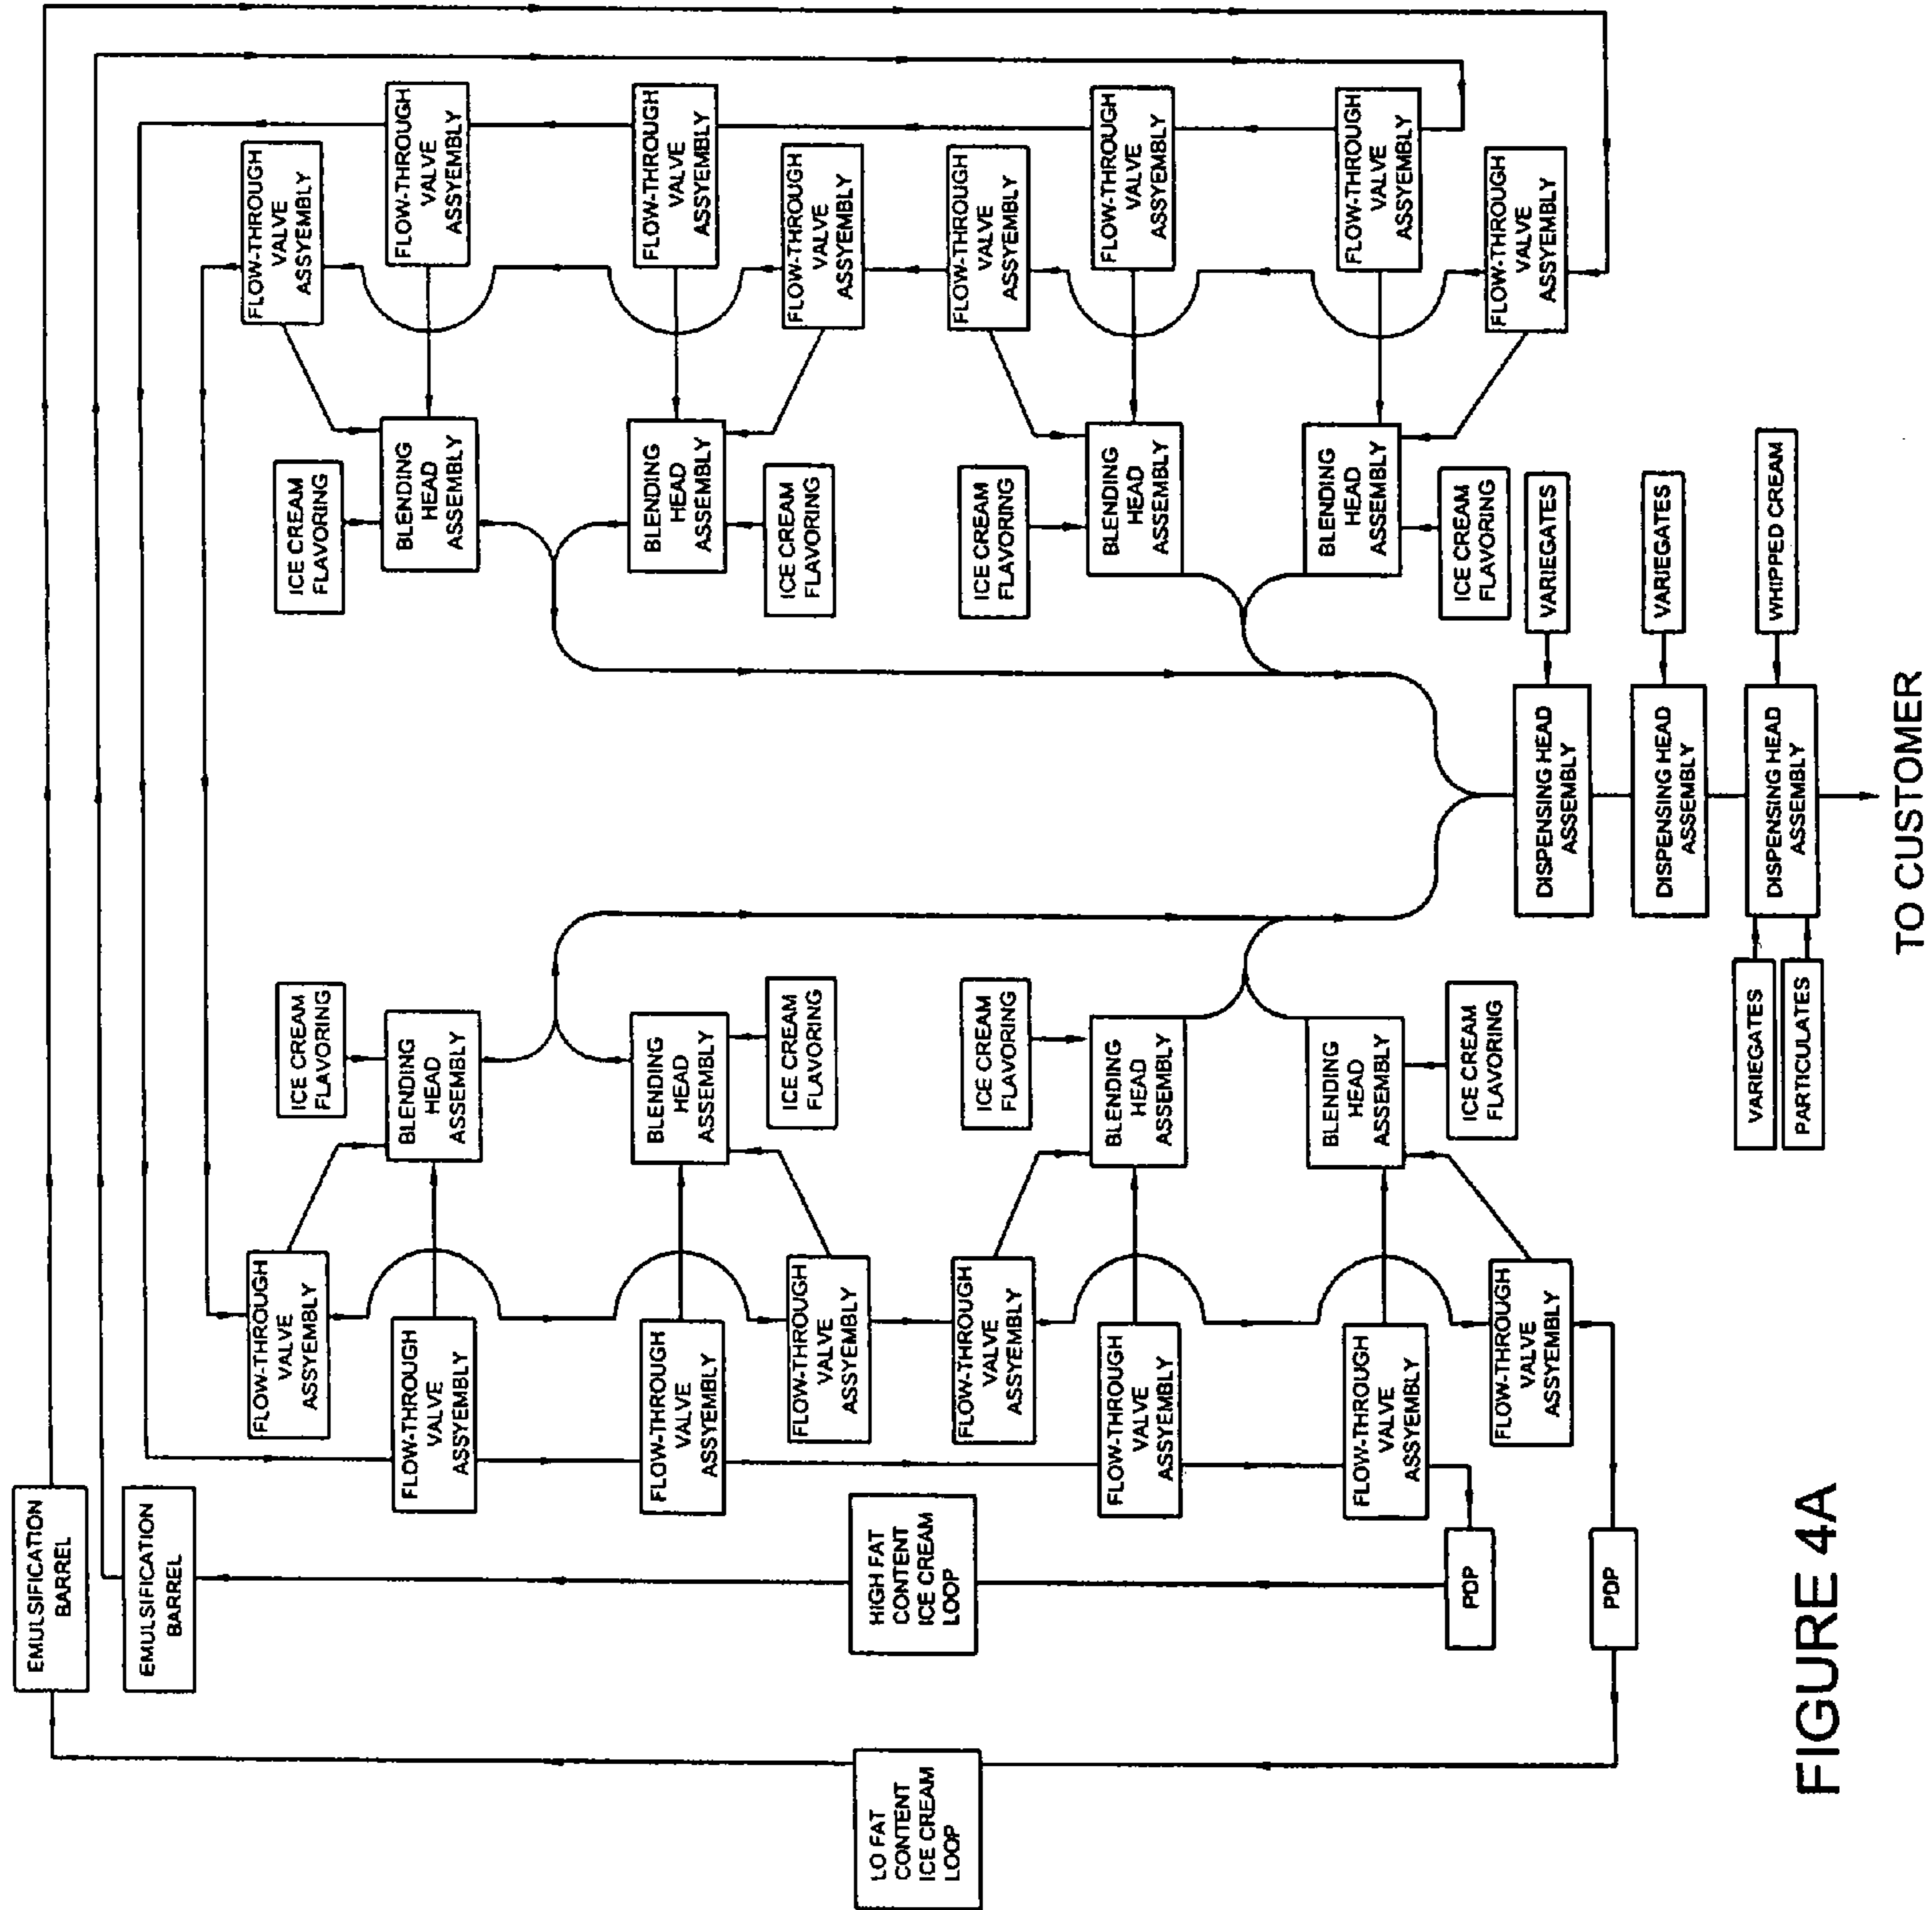 EMULSIFICATION
BARREL
EMULSIFICATION
BARREL
FLOW-THROUGH
VALVE
ASSYEMBLY
FLOW-THROUGH
VALVE
ASSYEMBLY
ICE CREAM
FLAVORING
ICE CREAM
FLAVORING
FLOW-THROUGH
VALVE
ASSYEMBLY
BLENDING
HEAD
ASSEMBLY
BLENDING
HEAD
ASSEMBLY
FLOW-THROUGH
VALVE
ASSYEMBLY
FLOW-THROUGH
VALVE
ASSYEMBLY
BLENDING
HEAD
ASSEMBLY
BLENDING
HEAD
ASSEMBLY
FLOW-THROUGH
VALVE
ASSYEMBLY
FLOW-THROUGH
VALVE
ASSYEMBLY
ICE CREAM
FLAVORING
ICE CREAM
FLAVORING
FLOW-THROUGH
VALVE
ASSYEMBLY
LO FAT
CONTENT
ICE CREAM
LOOP
HIGH FAT
CONTENT
ICE CREAM
LOOP
FLOW-THROUGH
VALVE
ASSYEMBLY
ICE CREAM
FLAVORING
ICE CREAM
FLAVORING
FLOW-THROUGH
VALVE
ASSYEMBLY
FLOW-THROUGH
VALVE
ASSYEMBLY
BLENDING
HEAD
ASSEMBLY
BLENDING
HEAD
ASSEMBLY
FLOW-THROUGH
VALVE
ASSYEMBLY
FLOW-THROUGH
VALVE
ASSYEMBLY
BLENDING
HEAD
ASSEMBLY
BLENDING
HEAD
ASSEMBLY
FLOW-THROUGH
VALVE
ASSYEMBLY
PDP
ICE CREAM
FLAVORING
ICE CREAM
FLAVORING
FLOW-THROUGH
VALVE
ASSYEMBLY
FLOW-THROUGH
VALVE
ASSYEMBLY
PDP
DISPENSING HEAD
ASSEMBLY
VARIEGATES
DISPENSING HEAD
ASSEMBLY
VARIEGATES
VARIEGATES
PARTICULATES
DISPENSING HEAD
ASSEMBLY
WHIPPED CREAM
FIGURE 4A
TO CUSTOMER